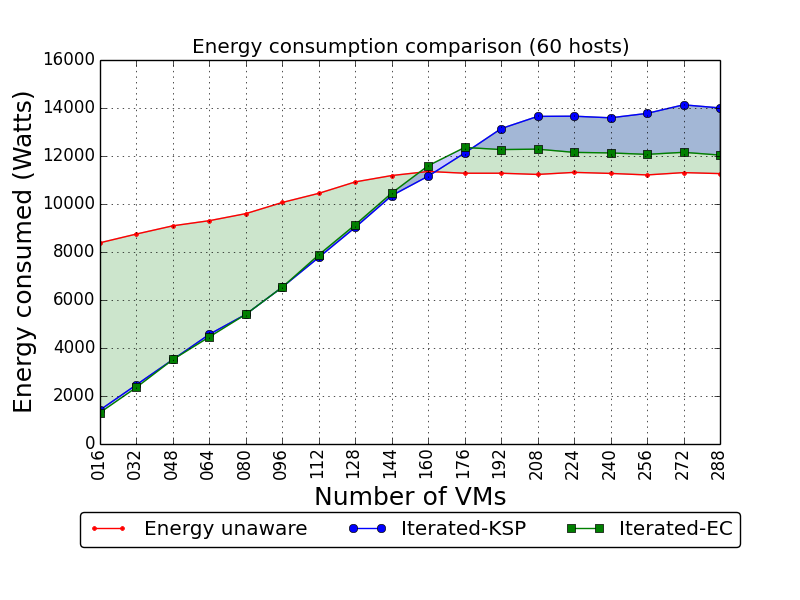 Energy consumption comparison (60 hosts)
16000
14000
12000
10000
8000
6000
4000
2000
0
Energy consumed (Watts)
016 032 048 064 080 096 112 128 144 160 176 192 208 224 240 256 272 288
Number of VMs
Energy unaware Iterated-KSP Iterated-EC